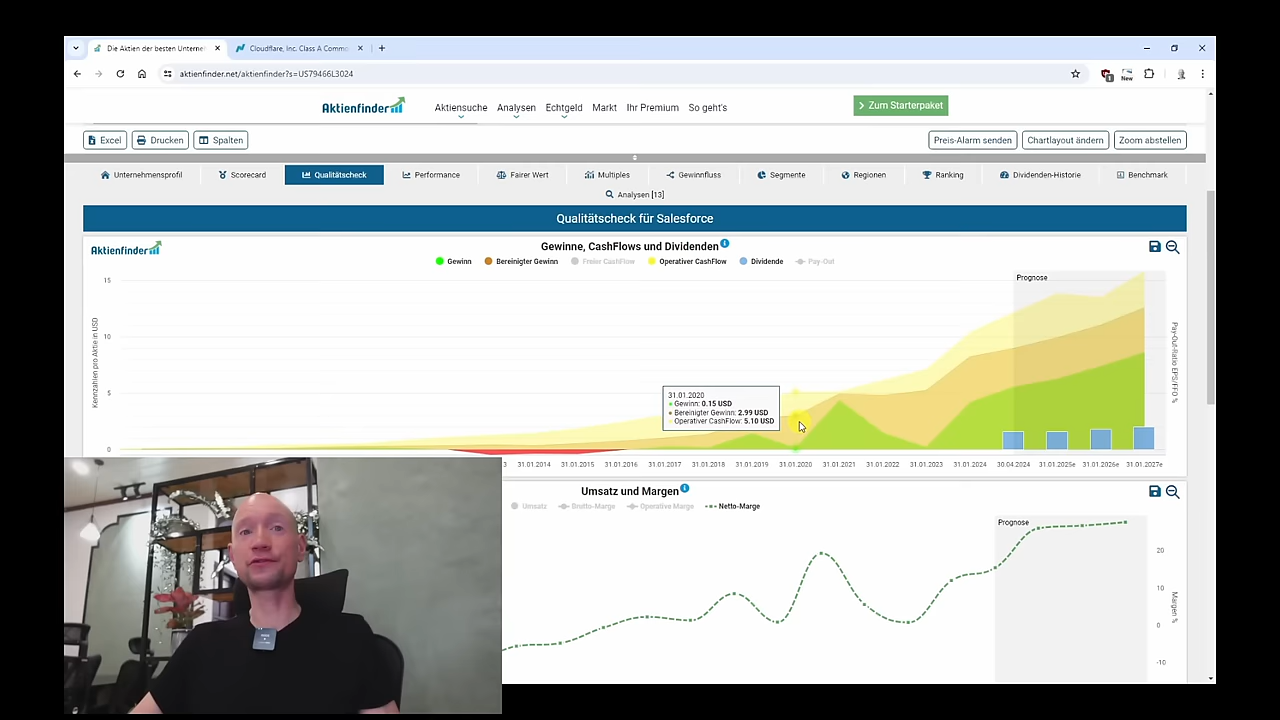 Die Aktien der besten Unterne
Cloudflare, Inc. Class A Commo
aktienfinder.net/aktienfinder?s=US79466L3024
New
Aktienfinder
Aktiensuche Analysen Echtgeld Markt Ihr Premium So geht's
Zum Starterpaket
Excel Drucken Spalten
Preis-Alarm senden Chartlayout ändern Zoom abstellen
Unternehmensprofil Scorecard Qualitätscheck Performance Fairer Wert Multiples Gewinnfluss Segmente Regionen Ranking Dividenden-Historie Benchmark
Analysen [13]
Qualitätscheck für Salesforce
Aktienfinder
Gewinne, CashFlows und Dividenden
Gewinn Bereinigter Gewinn Freier CashFlow Operativer CashFlow Dividende Pay-Out
Kennzahlen pro Aktie in USD
15
10
5
0
Prognose
Pay-Out-Ratio EPS/FFO %
31.01.2020
Gewinn: 0.15 USD
Bereinigter Gewinn: 2.99 USD
Operativer CashFlow: 5.10 USD
3 31.01.2014 31.01.2015 31.01.2016 31.01.2017 31.01.2018 31.01.2019 31.01.2020 31.01.2021 31.01.2022 31.01.2023 31.01.2024 30.04.2024 31.01.2025e 31.01.2026e 31.01.2027e
Umsatz und Margen
Umsatz Brutto-Marge Operative Marge Netto-Marge
Prognose
20
10
0
-10
Margen %